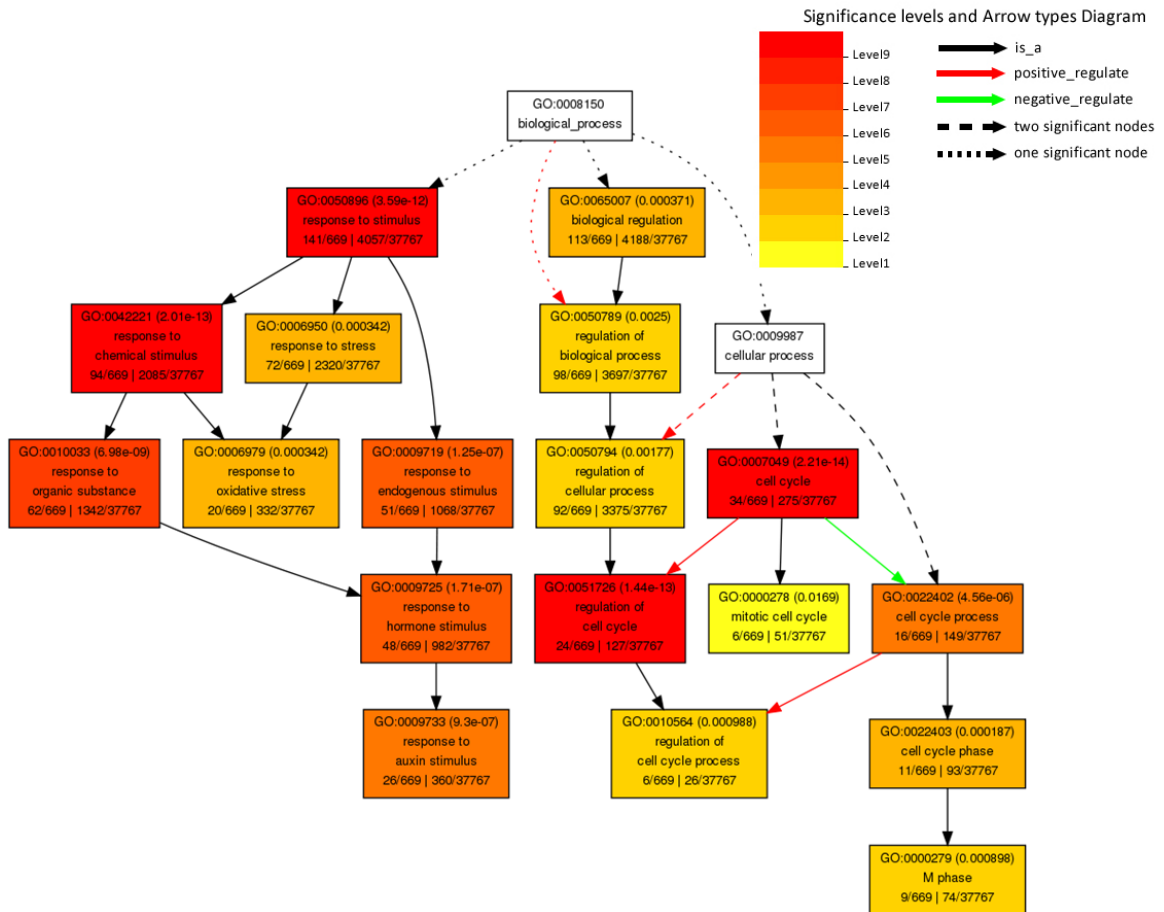 Significance levels and Arrow types Diagram
Level9
Level8
Level7
Level6
Level5
Level4
Level3
Level2
Level1
is_a
positive_regulate
negative_regulate
two significant nodes
one significant node
GO:0008150
biological_process
GO:0050896 (3.59e-12)
response to stimulus
141/669 | 4057/37767
GO:0065007 (0.000371)
biological regulation
113/669 | 4188/37767
GO:0042221 (2.01e-13)
response to
chemical stimulus
94/669 | 2085/37767
GO:0006950 (0.000342)
response to stress
72/669 | 2320/37767
GO:0050789 (0.0025)
regulation of
biological process
98/669 | 3697/37767
GO:0009987
cellular process
GO:0010033 (6.98e-09)
response to
organic substance
62/669 | 1342/37767
GO:0006979 (0.000342)
response to
oxidative stress
20/669 | 332/37767
GO:0009719 (1.25e-07)
response to
endogenous stimulus
51/669 | 1068/37767
GO:0050794 (0.00177)
regulation of
cellular process
92/669 | 3375/37767
GO:0007049 (2.21e-14)
cell cycle
34/669 | 275/37767
GO:0009725 (1.71e-07)
response to
hormone stimulus
48/669 | 982/37767
GO:0051726 (1.44e-13)
regulation of
cell cycle
24/669 | 127/37767
GO:0000278 (0.0169)
mitotic cell cycle
6/669 | 51/37767
GO:0022402 (4.56e-06)
cell cycle process
16/669 | 149/37767
GO:0009733 (9.3e-07)
response to
auxin stimulus
26/669 | 360/37767
GO:0010564 (0.000988)
regulation of
cell cycle process
6/669 | 26/37767
GO:0022403 (0.000187)
cell cycle phase
11/669 | 93/37767
GO:0000279 (0.000898)
M phase
9/669 | 74/37767